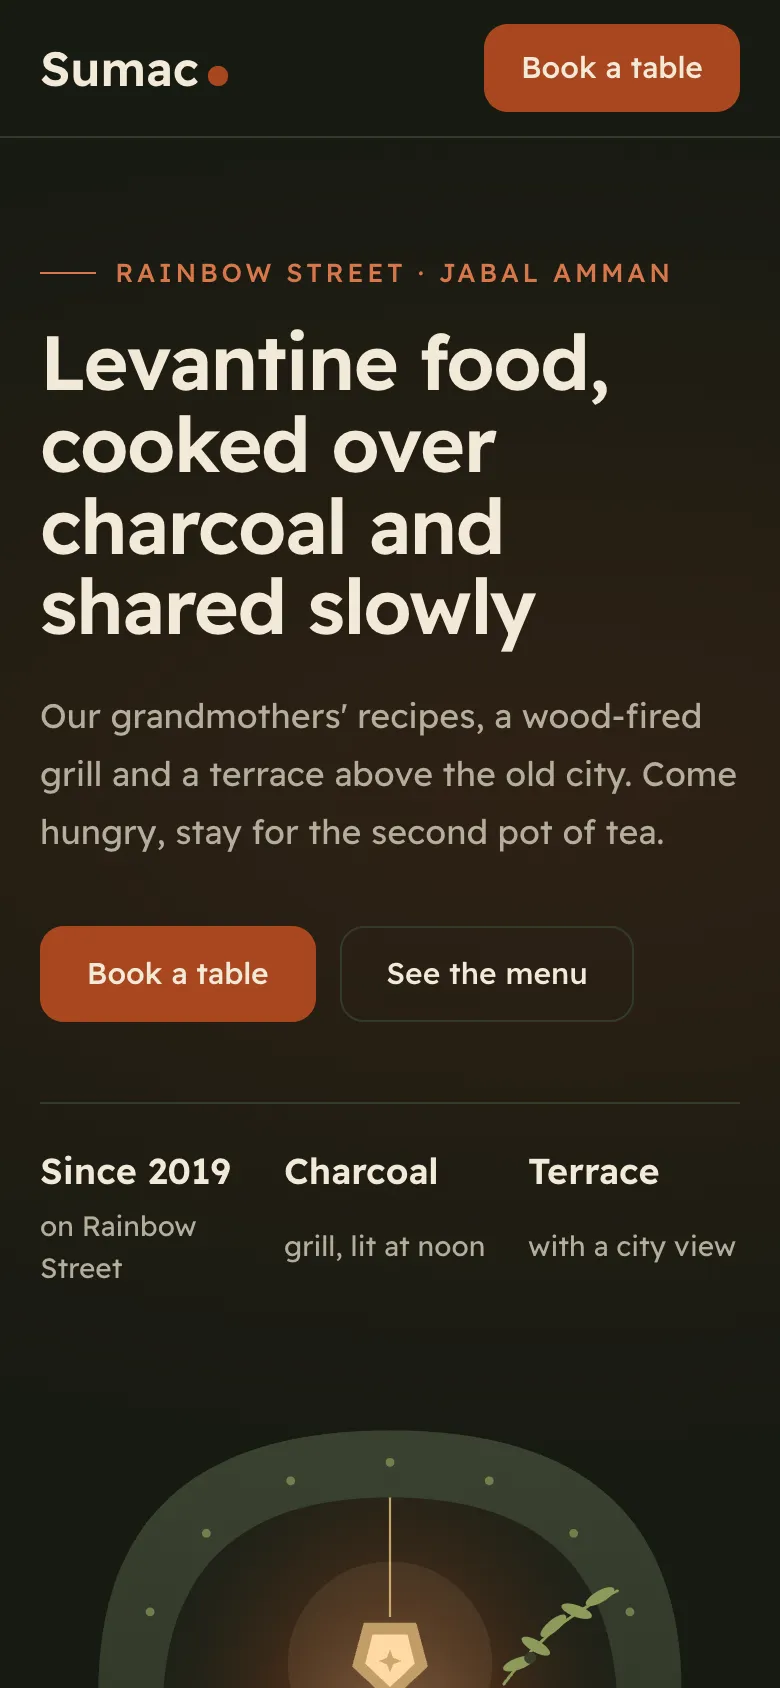 Sumac
Book a table
RAINBOW STREET · JABAL AMMAN
Levantine food,
cooked over
charcoal and
shared slowly
Our grandmothers' recipes, a wood-fired
grill and a terrace above the old city. Come
hungry, stay for the second pot of tea.
Book a table
See the menu
Since 2019
on Rainbow
Street
Charcoal
grill, lit at noon
Terrace
with a city view